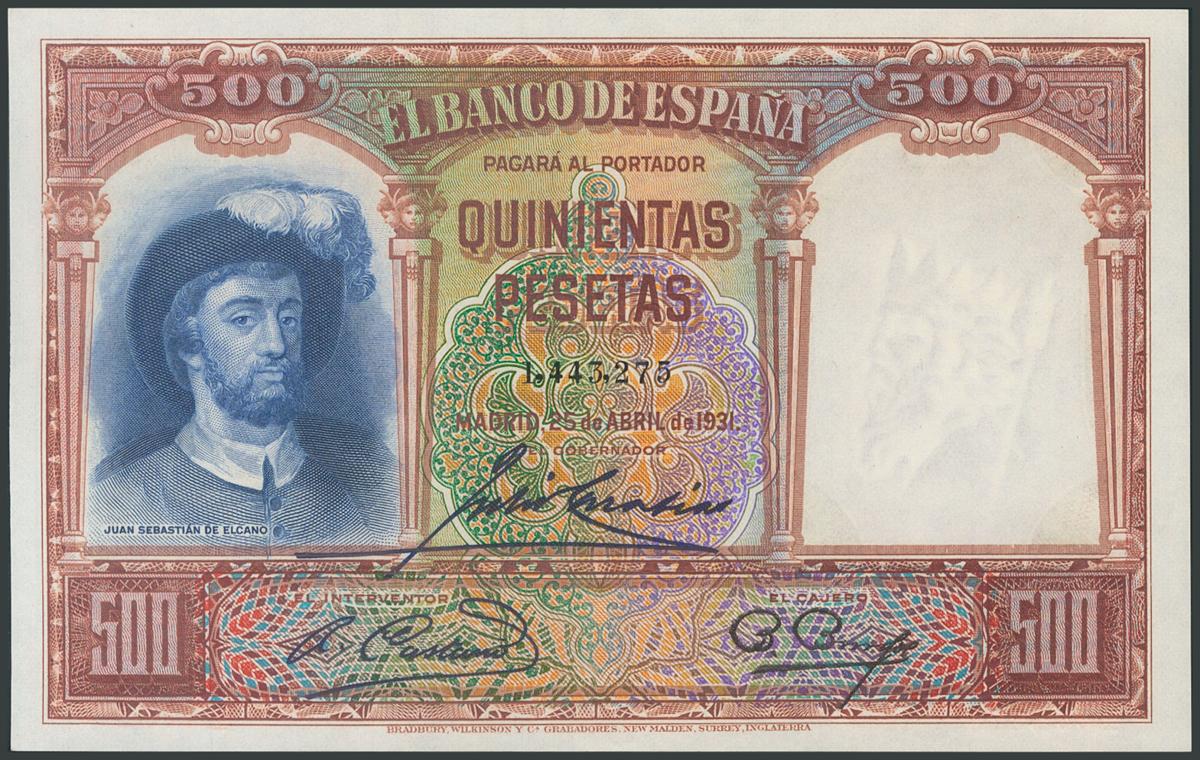 500
500
EL BANCO DE ESPAÑA
PAGARÁ AL PORTADOR
QUINIENTAS
PESETAS
1,443,275
MADRID, 25 de ABRIL de 1931.
EL GOBERNADOR
JUAN SEBASTIÁN DE ELCANO
500
EL INTERVENTOR
EL CAJERO
500
BRADBURY, WILKINSON Y Cª GRABADORES. NEW MALDEN, SURREY, INGLATERRA